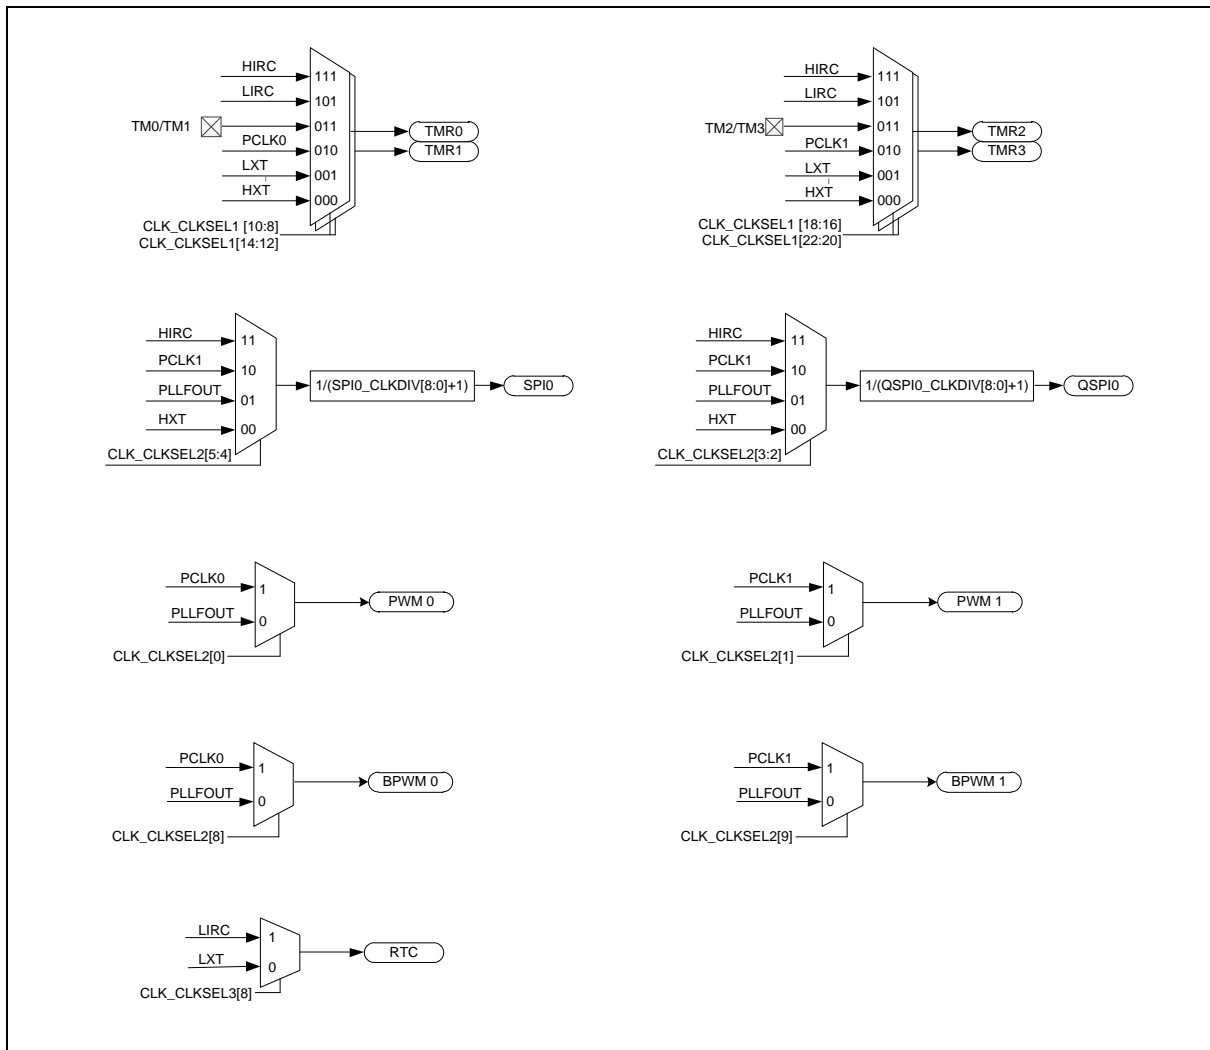 HIRC
111
LIRC
101
TM0/TM1
011
TMR0
PCLK0
010
TMR1
LXT
001
HXT
000
CLK_CLKSEL1 [10:8]
CLK_CLKSEL1[14:12]
HIRC
111
LIRC
101
TM2/TM3
011
TMR2
PCLK1
010
TMR3
LXT
001
HXT
000
CLK_CLKSEL1 [18:16]
CLK_CLKSEL1[22:20]
HIRC
11
PCLK1
10
1/(SPI0_CLKDIV[8:0]+1)
SPI0
PLLFOUT
01
HXT
00
CLK_CLKSEL2[5:4]
HIRC
11
PCLK1
10
1/(QSPI0_CLKDIV[8:0]+1)
QSPI0
PLLFOUT
01
HXT
00
CLK_CLKSEL2[3:2]
PCLK0
1
PWM 0
PLLFOUT
0
CLK_CLKSEL2[0]
PCLK1
1
PWM 1
PLLFOUT
0
CLK_CLKSEL2[1]
PCLK0
1
BPWM 0
PLLFOUT
0
CLK_CLKSEL2[8]
PCLK1
1
BPWM 1
PLLFOUT
0
CLK_CLKSEL2[9]
LIRC
1
RTC
LXT
0
CLK_CLKSEL3[8]